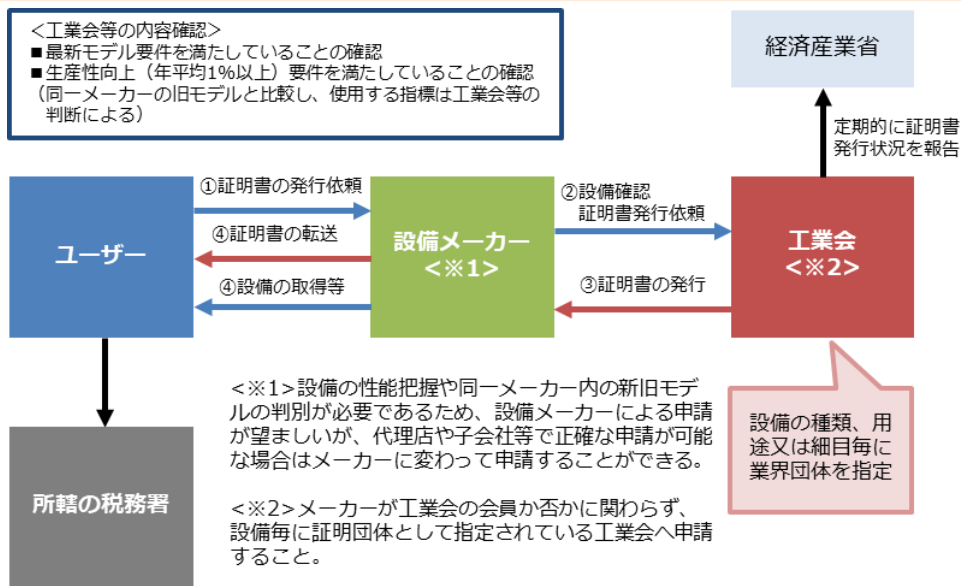 <工業会等の内容確認>
■最新モデル要件を満たしていることの確認
■生産性向上（年平均1%以上）要件を満たしていることの確認
（同一メーカーの旧モデルと比較し、使用する指標は工業会等の
判断による）
経済産業省
定期的に証明書
発行状況を報告
ユーザー
①証明書の発行依頼
④証明書の転送
④設備の取得等
設備メーカー
<※1>
②設備確認
証明書発行依頼
③証明書の発行
工業会
<※2>
設備の種類、用
途又は細目毎に
業界団体を指定
所轄の税務署
<※1>設備の性能把握や同一メーカー内の新旧モデ
ルの判別が必要であるため、設備メーカーによる申請
が望ましいが、代理店や子会社等で正確な申請が可能
な場合はメーカーに変わって申請することができる。
<※2>メーカーが工業会の会員か否かに関わらず、
設備毎に証明団体として指定されている工業会へ申請
すること。